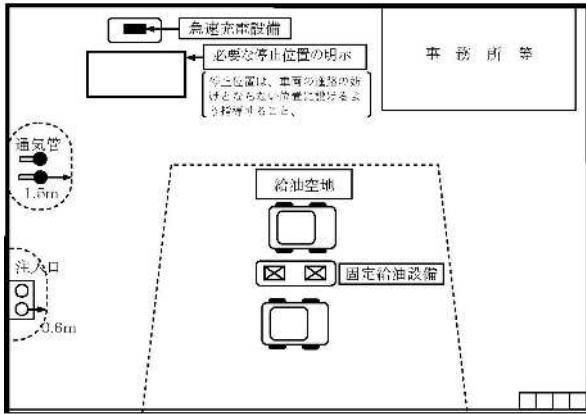 急速充電設備
必要な停止位置の明示
停止位置は、車両の進路の妨
げとならない位置に設けるよ
う指導すること、
事務所等
通気管
1.5m
給油空地
固定給油設備
注入口
0.6m